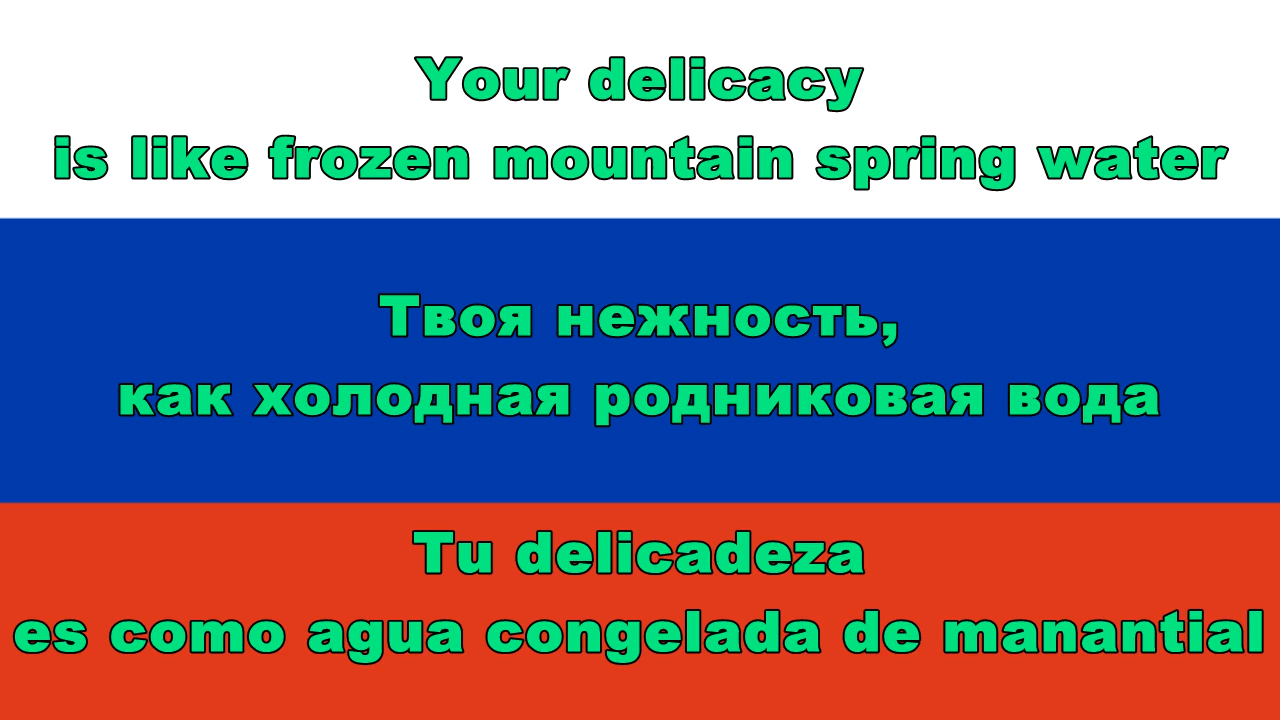 Your delicacy
is like frozen mountain spring water
Твоя нежность,
как холодная родниковая вода
Tu delicadeza
es como agua congelada de manantial